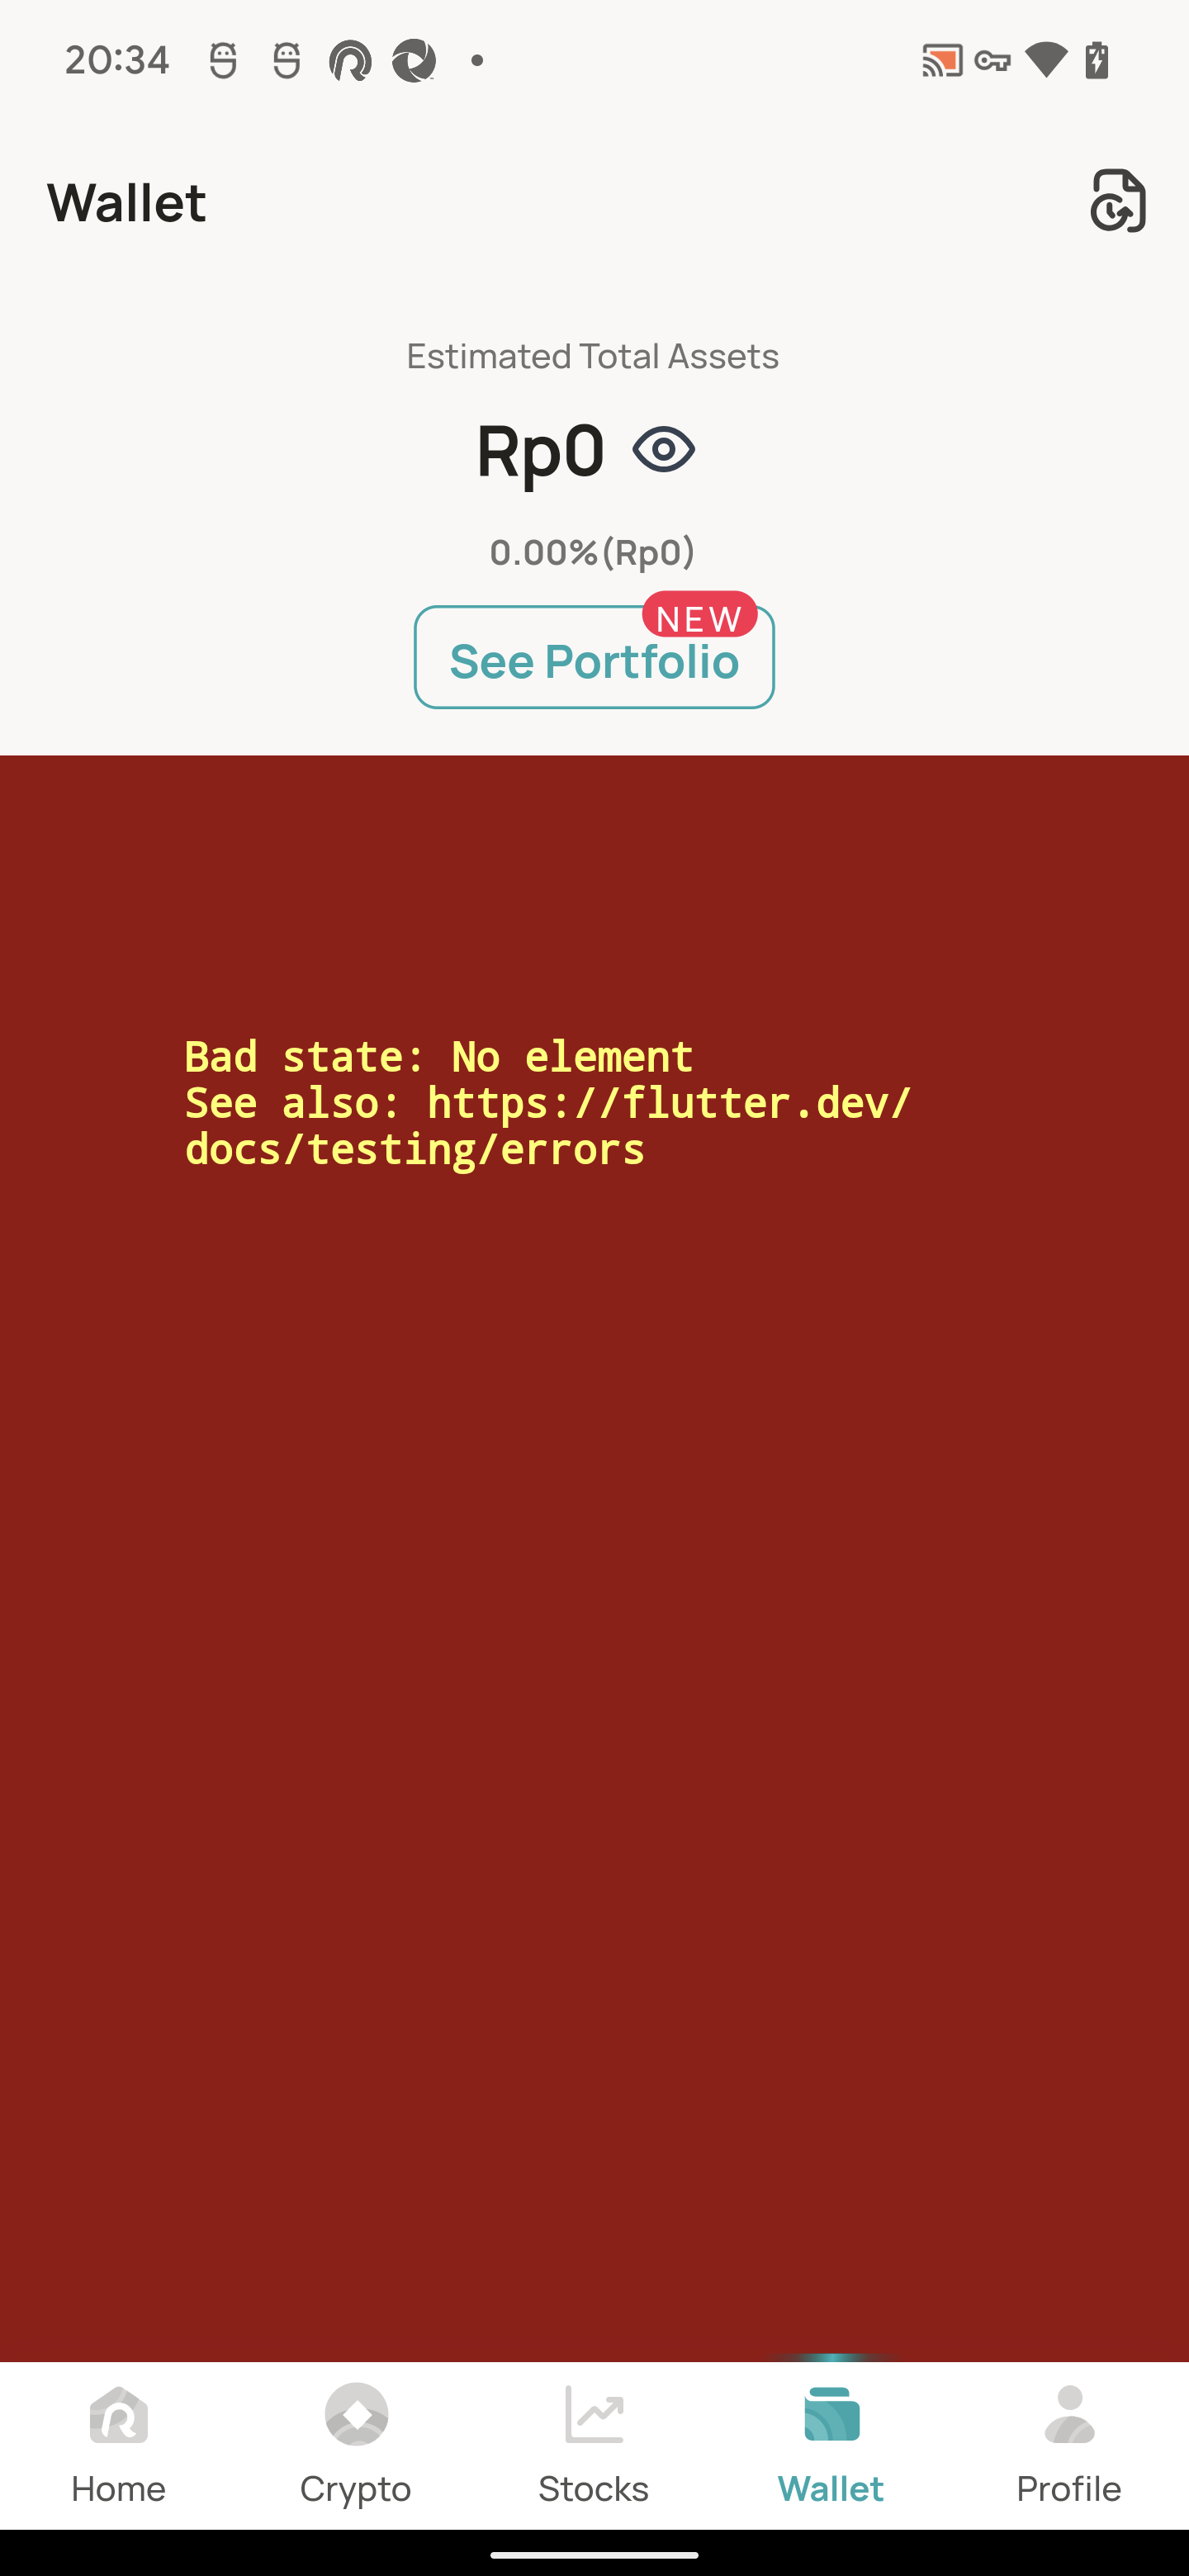 20:34
Wallet
Estimated Total Assets
Rp0
0.00%(Rp0)
NEW
See Portfolio
Bad state: No element
See also: https://flutter.dev/
docs/testing/errors
Home
Crypto
Stocks
Wallet
Profile